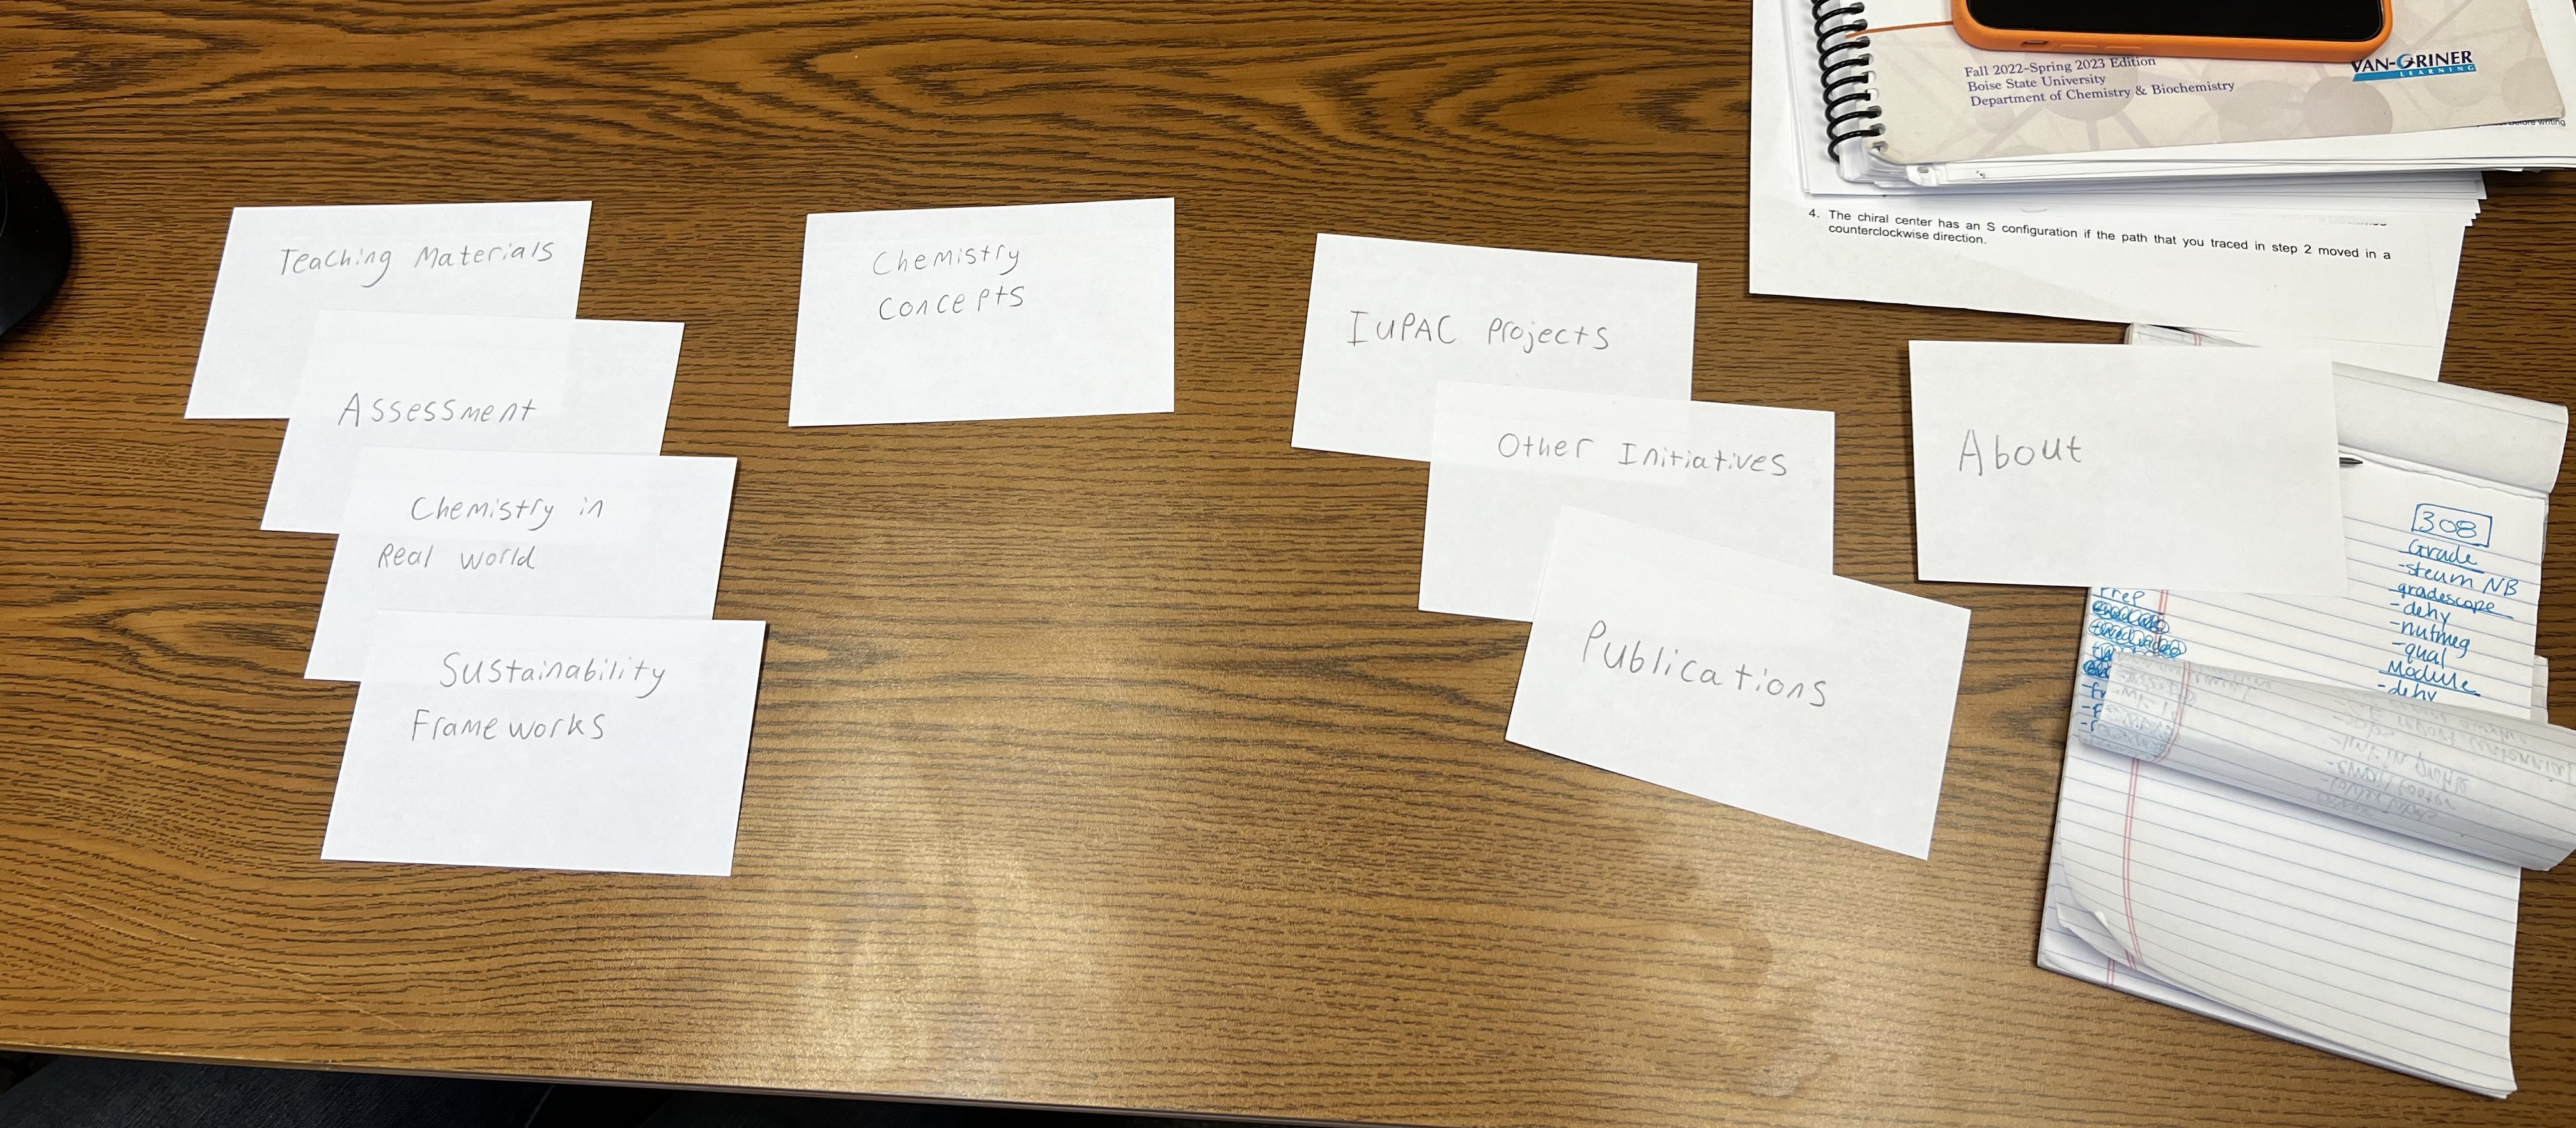 Teaching Materials
Assessment
Chemistry in
Real world
Sustainability
Frameworks
Chemistry
concepts
IUPAC Projects
Other Initiatives
Publications
About
Fall 2022–Spring 2023 Edition
Boise State University
Department of Chemistry & Biochemistry
VAN-GRINER
LEARNING
before writing
4. The chiral center has an S configuration if the path that you traced in step 2 moved in a
counterclockwise direction.
308
Grade
-steam NB
gradescope
-dehy
-nutmeg
-qual
Module
-dehy
Prep